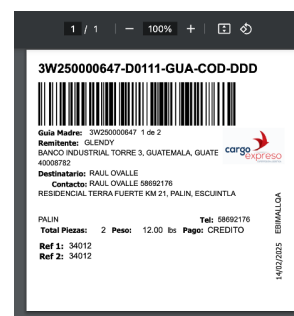 1 / 1 — 100% +
3W250000647-D0111-GUA-COD-DDD
Guia Madre: 3W250000647 1 de 2
Remitente: GLENDY
BANCO INDUSTRIAL TORRE 3, GUATEMALA, GUATE
40008782
cargo expreso
Destinatario: RAUL OVALLE
Contacto: RAUL OVALLE 58692176
RESIDENCIAL TERRA FUERTE KM 21, PALIN, ESCUINTLA
PALIN Tel: 58692176
Total Piezas: 2 Peso: 12.00 lbs Pago: CREDITO
Ref 1: 34012
Ref 2: 34012
14/02/2025 EBIMALLQA